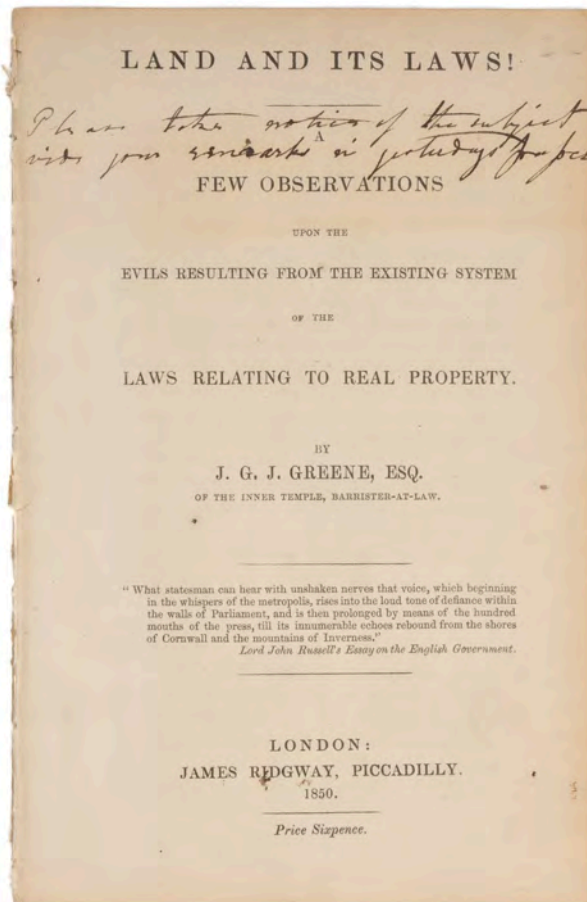 LAND AND ITS LAWS!
Please take notice of the subject
vide your remarks in yesterdays
A
FEW OBSERVATIONS
UPON THE
EVILS RESULTING FROM THE EXISTING SYSTEM
OF THE
LAWS RELATING TO REAL PROPERTY.
BY
J. G. J. GREENE, ESQ.
OF THE INNER TEMPLE, BARRISTER-AT-LAW.
"What statesman can hear with unshaken nerves that voice, which beginning
in the whispers of the metropolis, rises into the loud tone of defiance within
the walls of Parliament, and is then prolonged by means of the hundred
mouths of the press, till its innumerable echoes rebound from the shores
of Cornwall and the mountains of Inverness."
Lord John Russell's Essay on the English Government.
LONDON:
JAMES RIDGWAY, PICCADILLY.
1850.
Price Sixpence.